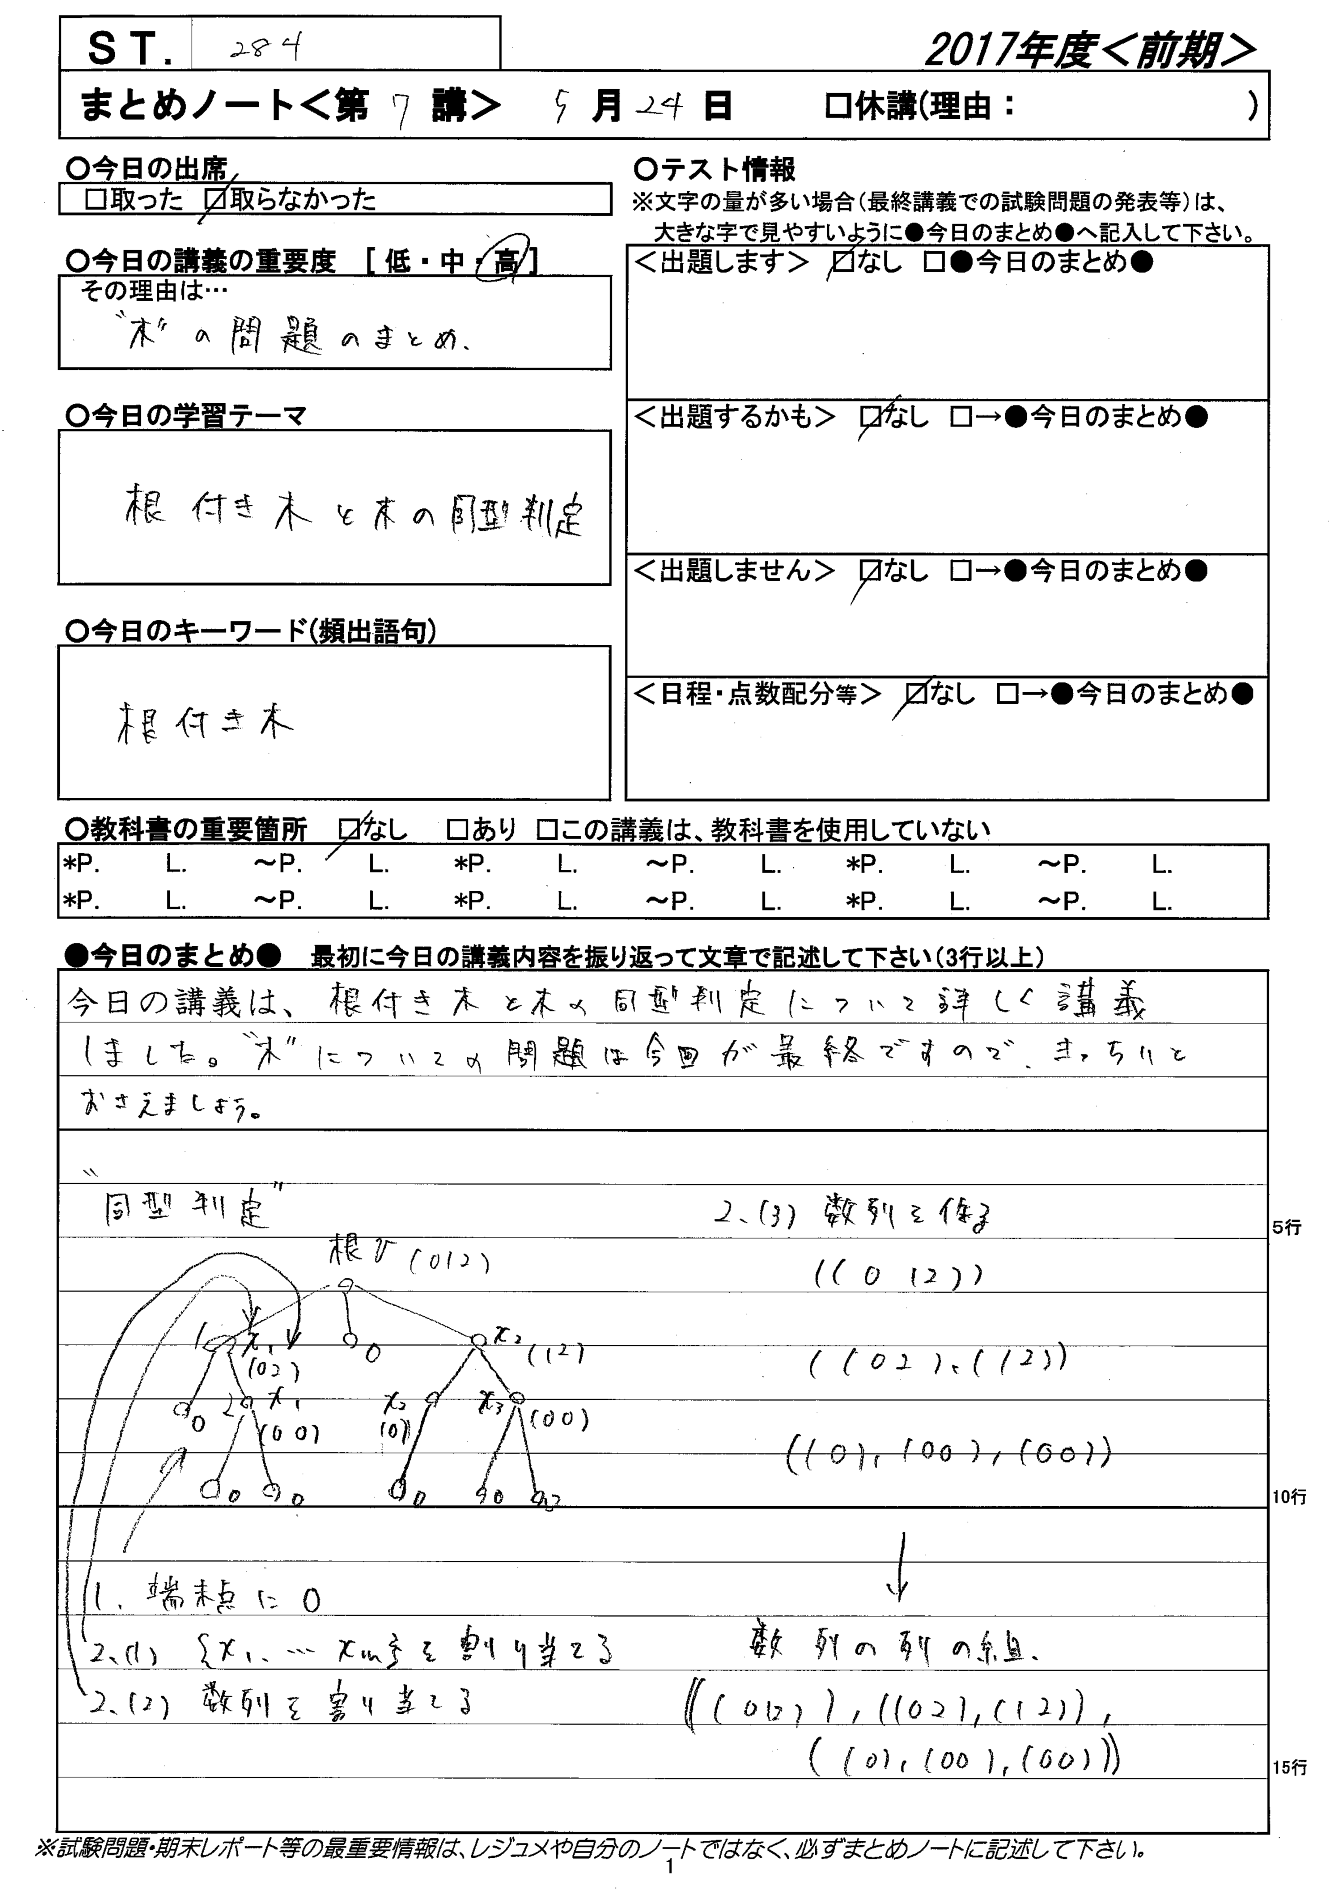 ST. 284
2017年度＜前期＞
まとめノート＜第 7 講＞ 5 月 24 日 □休講(理由： )
○今日の出席
□取った ☑取らなかった
○今日の講義の重要度 [ 低・中・高 ]
その理由は…
"木"の問題のまとめ.
○今日の学習テーマ
根付き木と木の同型判定
○今日のキーワード(頻出語句)
根付き木
○テスト情報
※文字の量が多い場合(最終講義での試験問題の発表等)は、
大きな字で見やすいように●今日のまとめ●へ記入して下さい。
＜出題します＞ ☑なし □●今日のまとめ●
＜出題するかも＞ ☑なし □→●今日のまとめ●
＜出題しません＞ ☑なし □→●今日のまとめ●
＜日程・点数配分等＞ ☑なし □→●今日のまとめ●
○教科書の重要箇所 ☑なし □あり □この講義は、教科書を使用していない
*P. L. ～P. L. *P. L. ～P. L. *P. L. ～P. L.
*P. L. ～P. L. *P. L. ～P. L. *P. L. ～P. L.
●今日のまとめ● 最初に今日の講義内容を振り返って文章で記述して下さい(3行以上)
今日の講義は、根付き木と木の同型判定について詳しく講義
しました。"木"についての問題は今回が最終ですので、きっちりと
おさえましょう。
"同型判定"
根v (012)
1 x₁ (02) 0 x₂ (12)
0 2 x₁ (00) x₂ (0) x₃ (00)
0 0 0 0
2.(3) 数列を作る
5行
((012))
((02),(12))
((0),(00),(00))
10行
1. 端末点に0
2.(1) {x₁, … xm}を割り当てる
2.(2) 数列を割り当てる
数列の列の組.
(((012)),((02),(12)),
((0),(00),(00)))
15行
※試験問題・期末レポート等の最重要情報は、レジュメや自分のノートではなく、必ずまとめノートに記述して下さい。
1